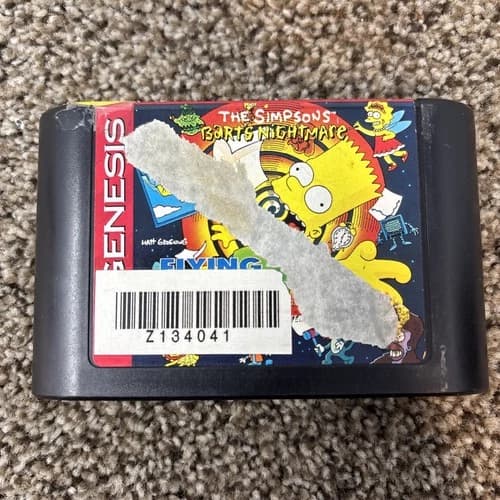 GENESIS
THE SIMPSONS
BART'S NIGHTMARE
MATT GROENING
FLYING
Z134041